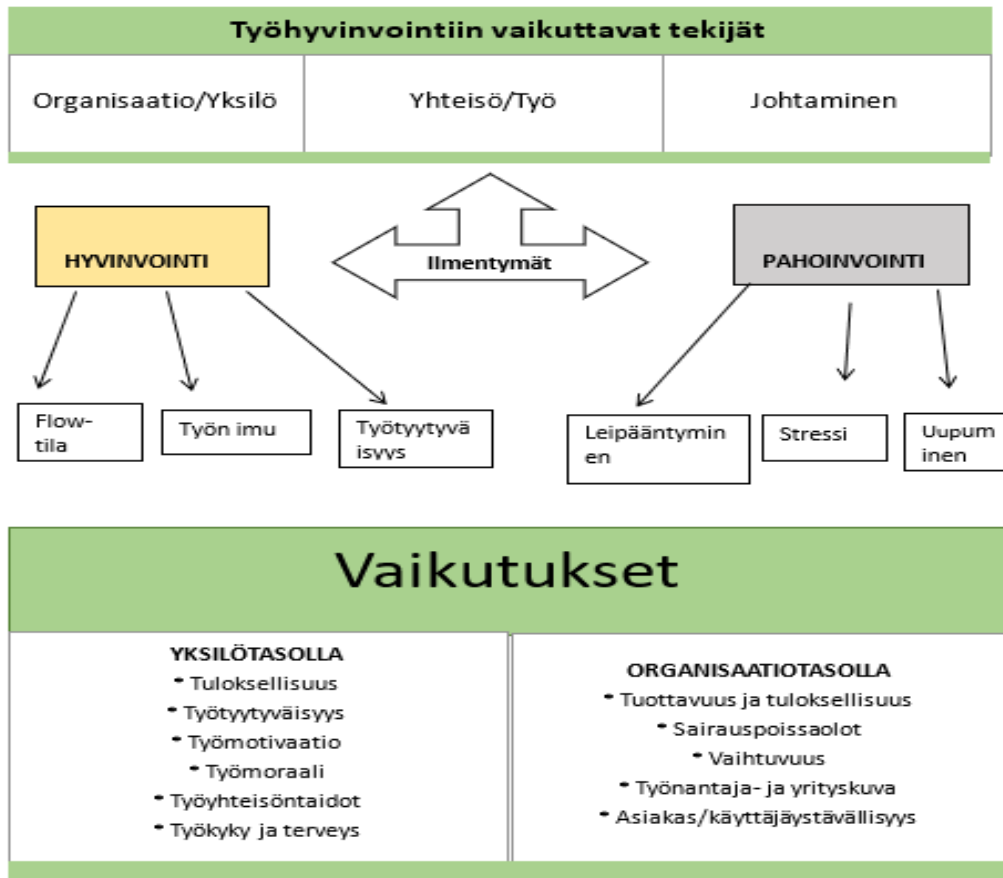 Työhyvinvointiin vaikuttavat tekijät
Organisaatio/Yksilö
Yhteisö/Työ
Johtaminen
HYVINVOINTI
Ilmentymät
PAHOINVOINTI
Flow-
tila
Työn imu
Työtyytyvä
isyys
Leipääntymin
en
Stressi
Uupum
inen
Vaikutukset
YKSILÖTASOLLA
* Tuloksellisuus
* Työtyytyväisyys
* Työmotivaatio
* Työmoraali
* Työyhteisöntaidot
* Työkyky ja terveys
ORGANISAATIOTASOLLA
* Tuottavuus ja tuloksellisuus
* Sairauspoissaolot
* Vaihtuvuus
* Työnantaja- ja yrityskuva
* Asiakas/käyttäjäystävällisyys